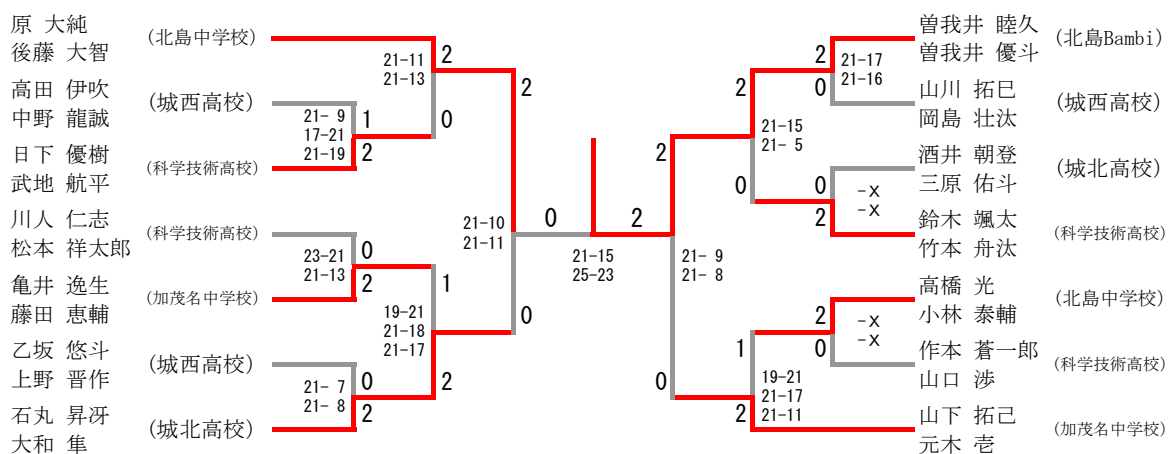 原 大純
後藤 大智
(北島中学校)
高田 伊吹
中野 龍誠
(城西高校)
日下 優樹
武地 航平
(科学技術高校)
川人 仁志
松本 祥太郎
(科学技術高校)
亀井 逸生
藤田 恵輔
(加茂名中学校)
乙坂 悠斗
上野 晋作
(城西高校)
石丸 昇冴
大和 隼
(城北高校)
21- 9
17-21
21-19
1
2
23-21
21-13
0
2
21- 7
21- 8
0
2
21-11
21-13
2
0
19-21
21-18
21-17
1
2
21-10
21-11
2
0
0
2
21-15
25-23
2
0
21- 9
21- 8
2
0
21-15
21- 5
1
2
19-21
21-17
21-11
2
0
21-17
21-16
0
2
-X
-X
2
0
-X
-X
曽我井 睦久
曽我井 優斗
(北島Bambi)
山川 拓巳
岡島 壮汰
(城西高校)
酒井 朝登
三原 佑斗
(城北高校)
鈴木 颯太
竹本 舟汰
(科学技術高校)
高橋 光
小林 泰輔
(北島中学校)
作本 蒼一郎
山口 渉
(科学技術高校)
山下 拓己
元木 壱
(加茂名中学校)